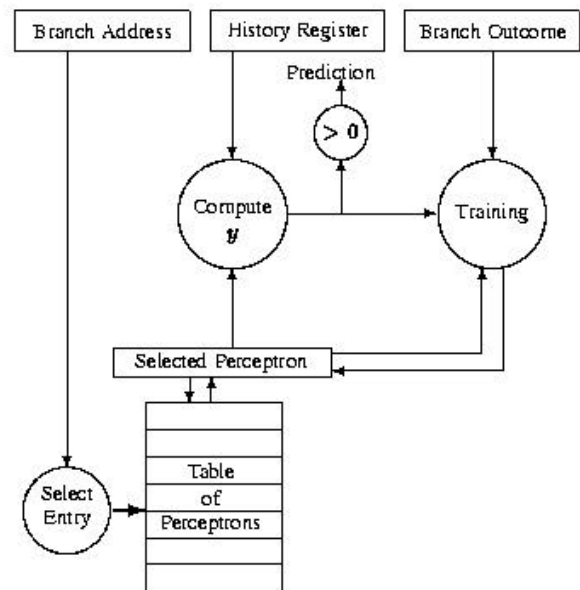 Branch Address
History Register
Branch Outcome
Prediction
> 0
Compute
y
Training
Selected Perceptron
Table
of
Perceptrons
Select
Entry